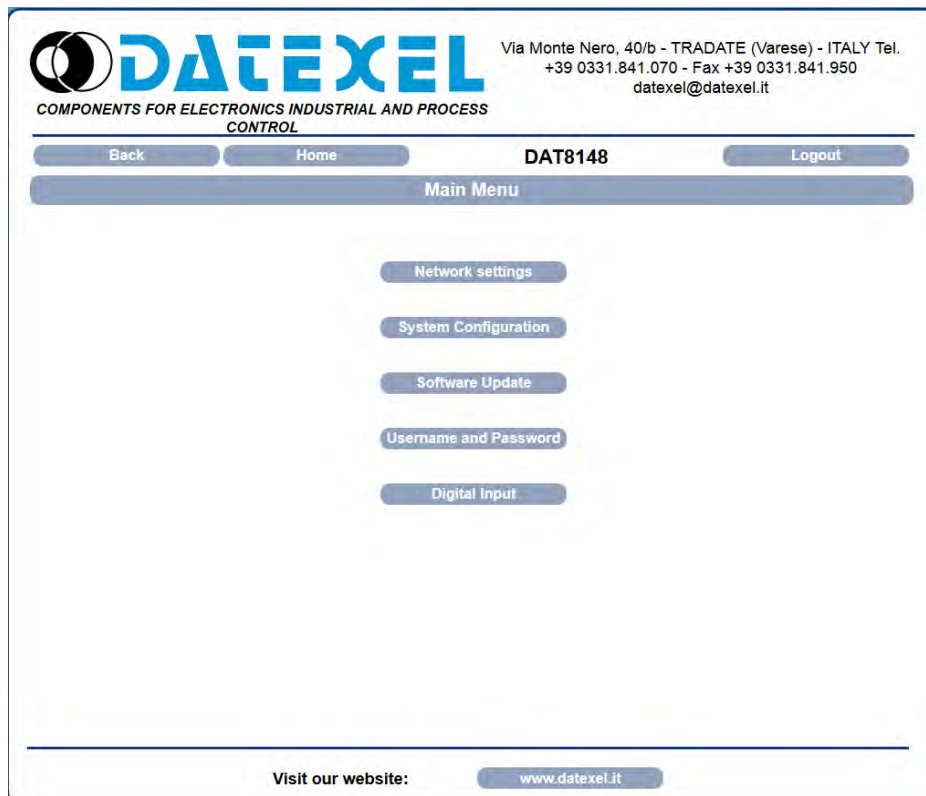 DATEXEL
COMPONENTS FOR ELECTRONICS INDUSTRIAL AND PROCESS
CONTROL
Via Monte Nero, 40/b - TRADATE (Varese) - ITALY Tel.
+39 0331.841.070 - Fax +39 0331.841.950
datexel@datexel.it
Back Home DAT8148 Logout
Main Menu
Network settings
System Configuration
Software Update
Username and Password
Digital Input
Visit our website: www.datexel.it